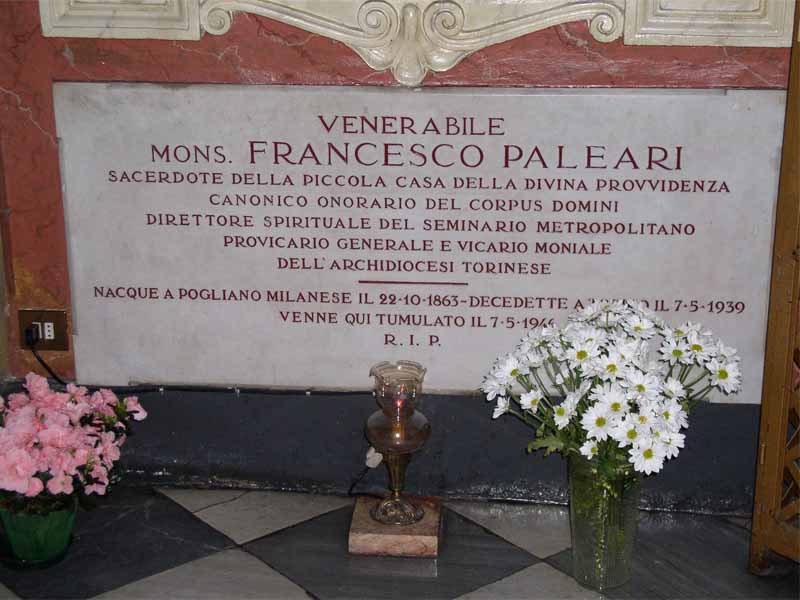 VENERABILE
MONS. FRANCESCO PALEARI
SACERDOTE DELLA PICCOLA CASA DELLA DIVINA PROVVIDENZA
CANONICO ONORARIO DEL CORPUS DOMINI
DIRETTORE SPIRITUALE DEL SEMINARIO METROPOLITANO
PROVICARIO GENERALE E VICARIO MONIALE
DELL'ARCHIDIOCESI TORINESE
NACQUE A POGLIANO MILANESE IL 22·10·1863-DECEDETTE A IL 7·5·1939
VENNE QUI TUMULATO IL 7·5·
R.I.P.